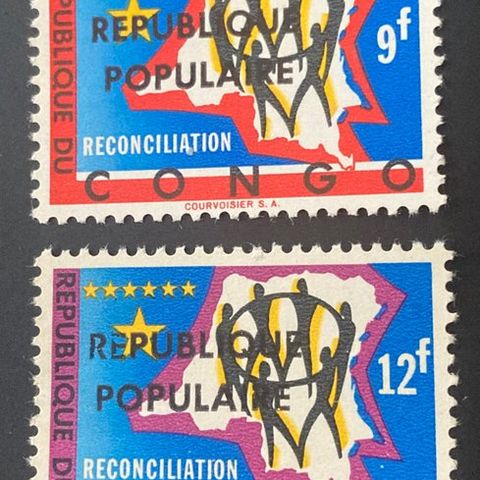 REPUBLIQUE
POPULAIRE"
9f
REPUBLIQUE DU
RECONCILIATION
CONGO
COURVOISIER S. A.
REPUBLIQUE
POPULAIRE"
12f
REPUBLIQUE DU
RECONCILIATION